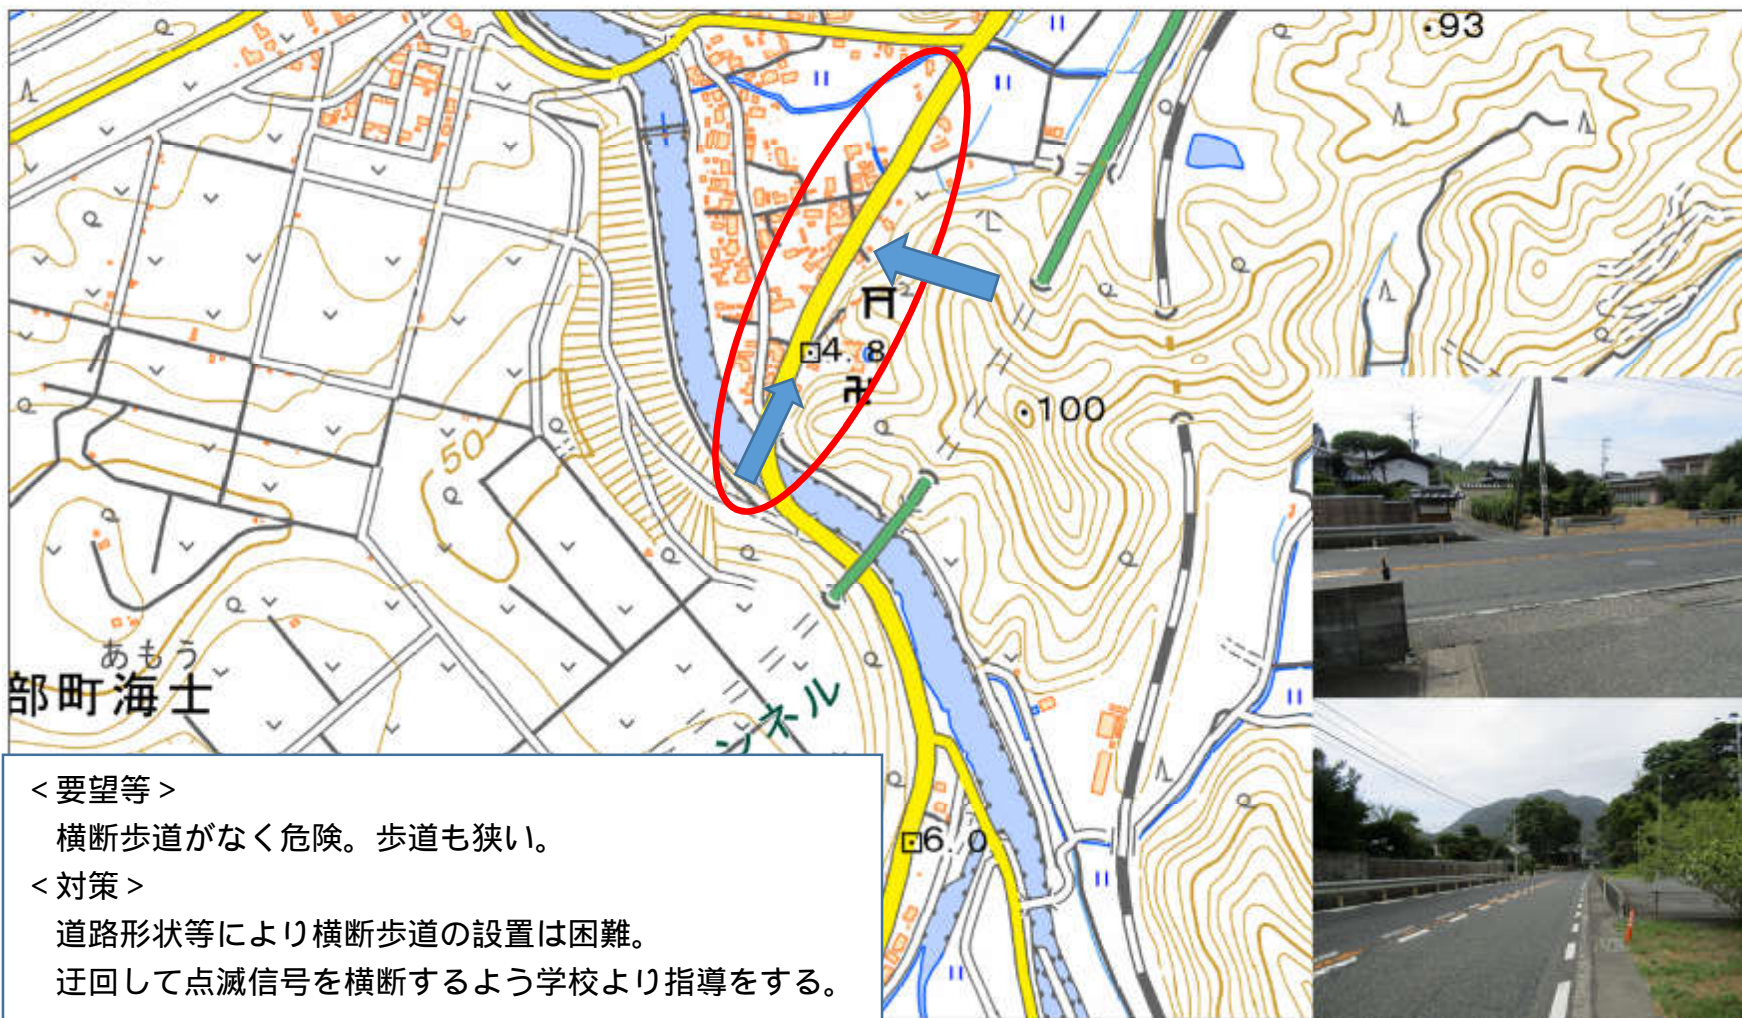 93
4.8
100
50
あもう
部町海士
ンネル
6.0
<要望等>
横断歩道がなく危険。歩道も狭い。
<対策>
道路形状等により横断歩道の設置は困難。
迂回して点滅信号を横断するよう学校より指導をする。